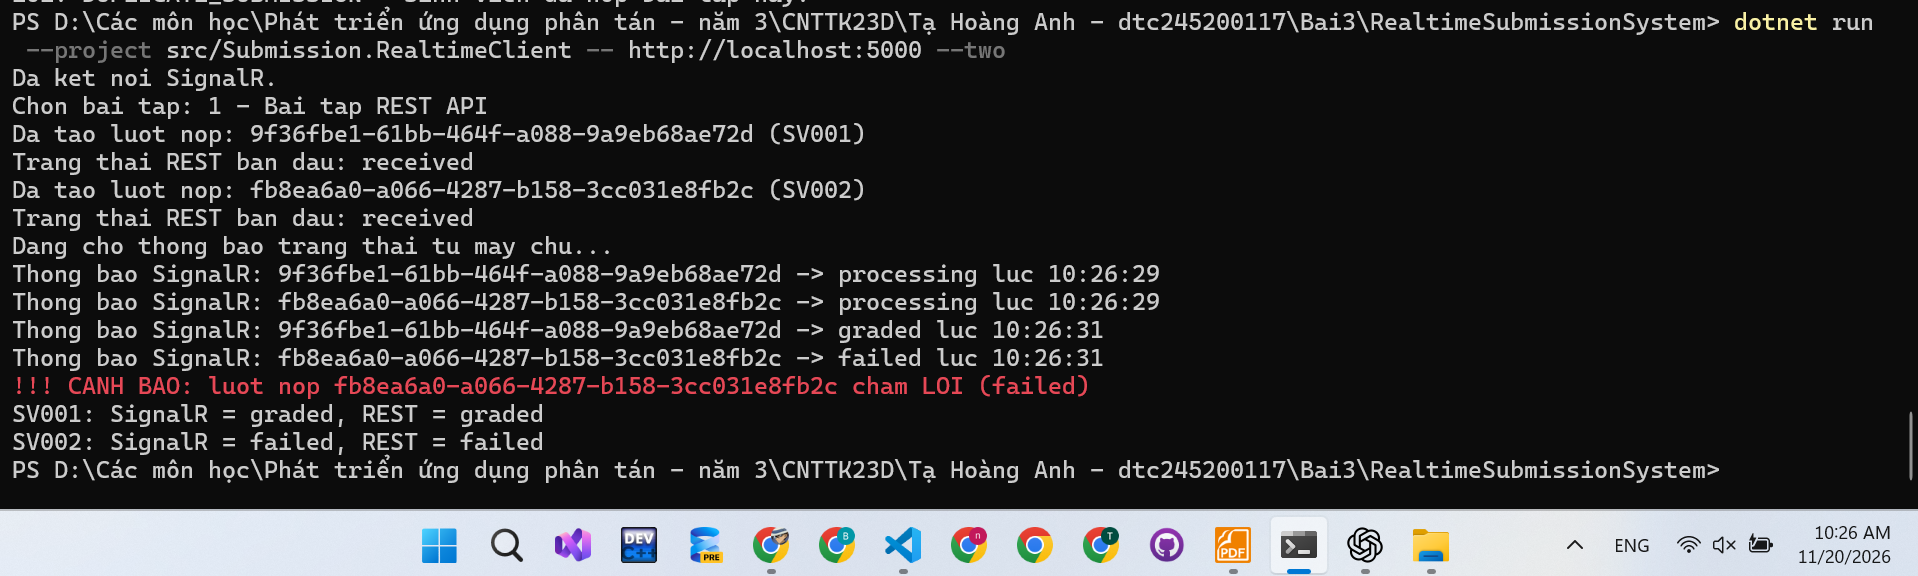 PS D:\Các môn học\Phát triển ứng dụng phân tán - năm 3\CNTTK23D\Tạ Hoàng Anh - dtc245200117\Bai3\RealtimeSubmissionSystem> dotnet run
--project src/Submission.RealtimeClient -- http://localhost:5000 --two
Da ket noi SignalR.
Chon bai tap: 1 - Bai tap REST API
Da tao luot nop: 9f36fbe1-61bb-464f-a088-9a9eb68ae72d (SV001)
Trang thai REST ban dau: received
Da tao luot nop: fb8ea6a0-a066-4287-b158-3cc031e8fb2c (SV002)
Trang thai REST ban dau: received
Dang cho thong bao trang thai tu may chu...
Thong bao SignalR: 9f36fbe1-61bb-464f-a088-9a9eb68ae72d -> processing luc 10:26:29
Thong bao SignalR: fb8ea6a0-a066-4287-b158-3cc031e8fb2c -> processing luc 10:26:29
Thong bao SignalR: 9f36fbe1-61bb-464f-a088-9a9eb68ae72d -> graded luc 10:26:31
Thong bao SignalR: fb8ea6a0-a066-4287-b158-3cc031e8fb2c -> failed luc 10:26:31
!!! CANH BAO: luot nop fb8ea6a0-a066-4287-b158-3cc031e8fb2c cham LOI (failed)
SV001: SignalR = graded, REST = graded
SV002: SignalR = failed, REST = failed
PS D:\Các môn học\Phát triển ứng dụng phân tán - năm 3\CNTTK23D\Tạ Hoàng Anh - dtc245200117\Bai3\RealtimeSubmissionSystem>
DEV
C++
PRE
B
n
T
PDF
ENG
10:26 AM
11/20/2026